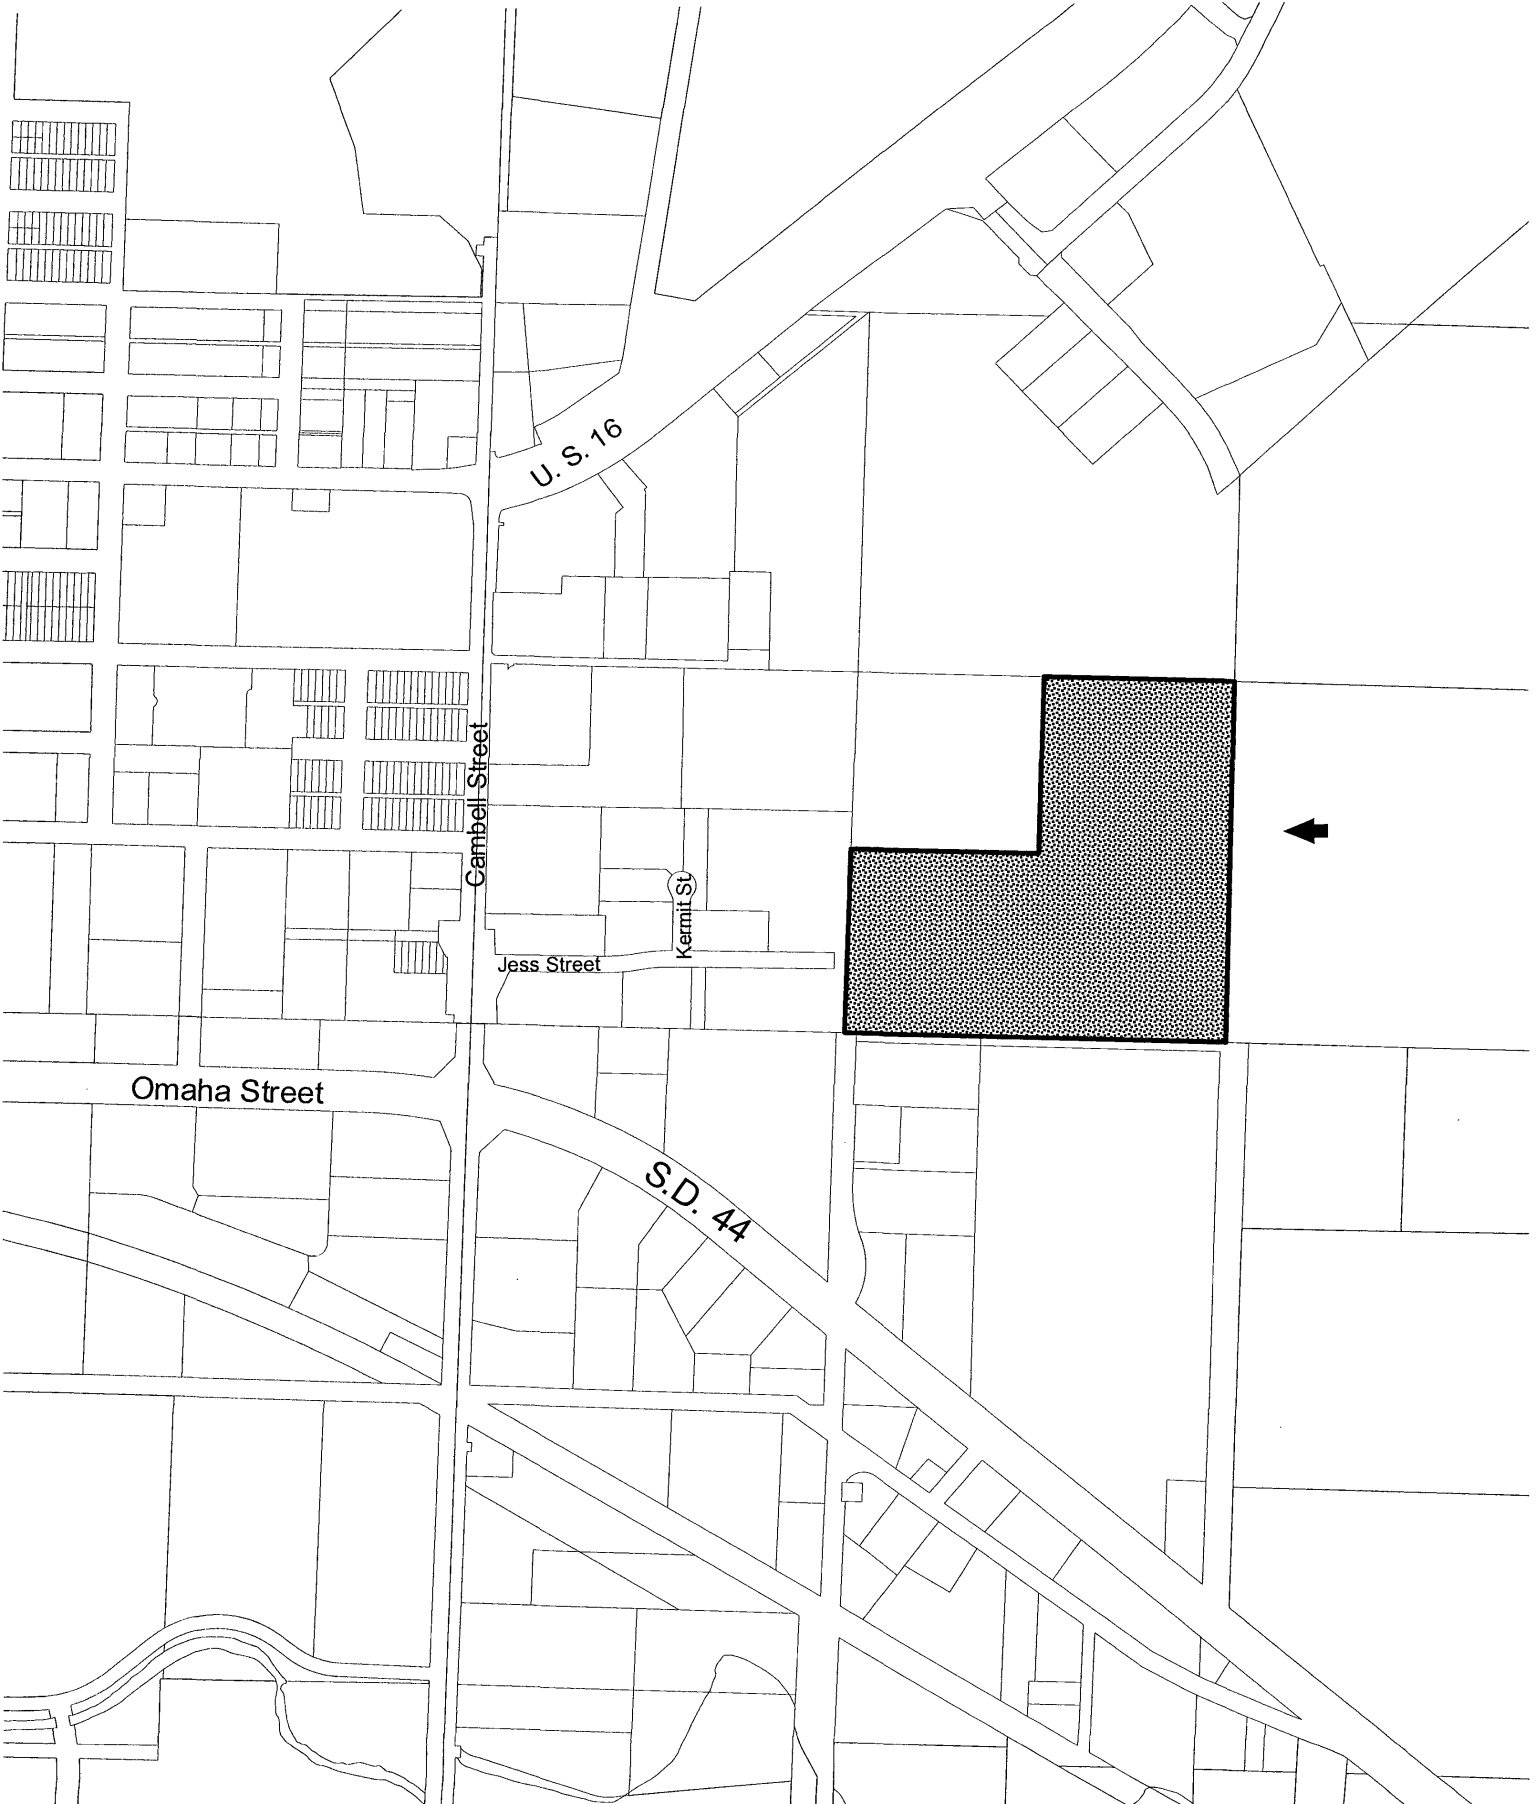 U. S. 16
Cambell Street
Kermit St
Jess Street
Omaha Street
S.D. 44